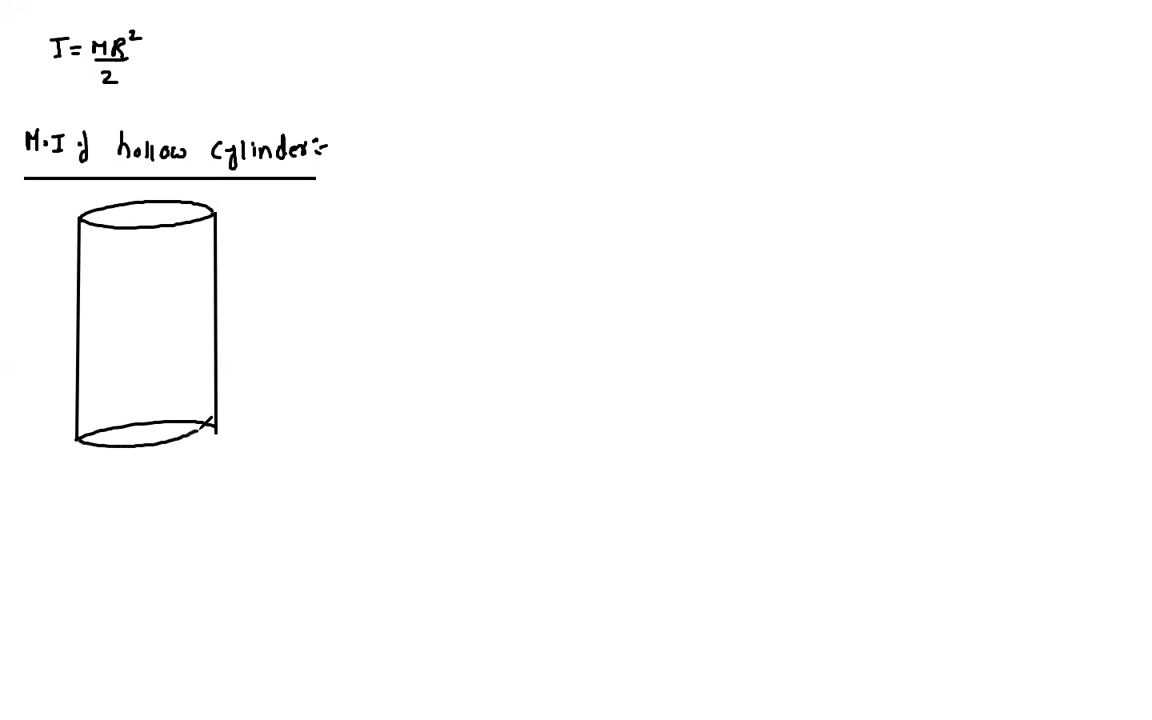 I = MR²/2
M.I of hollow cylinder:-